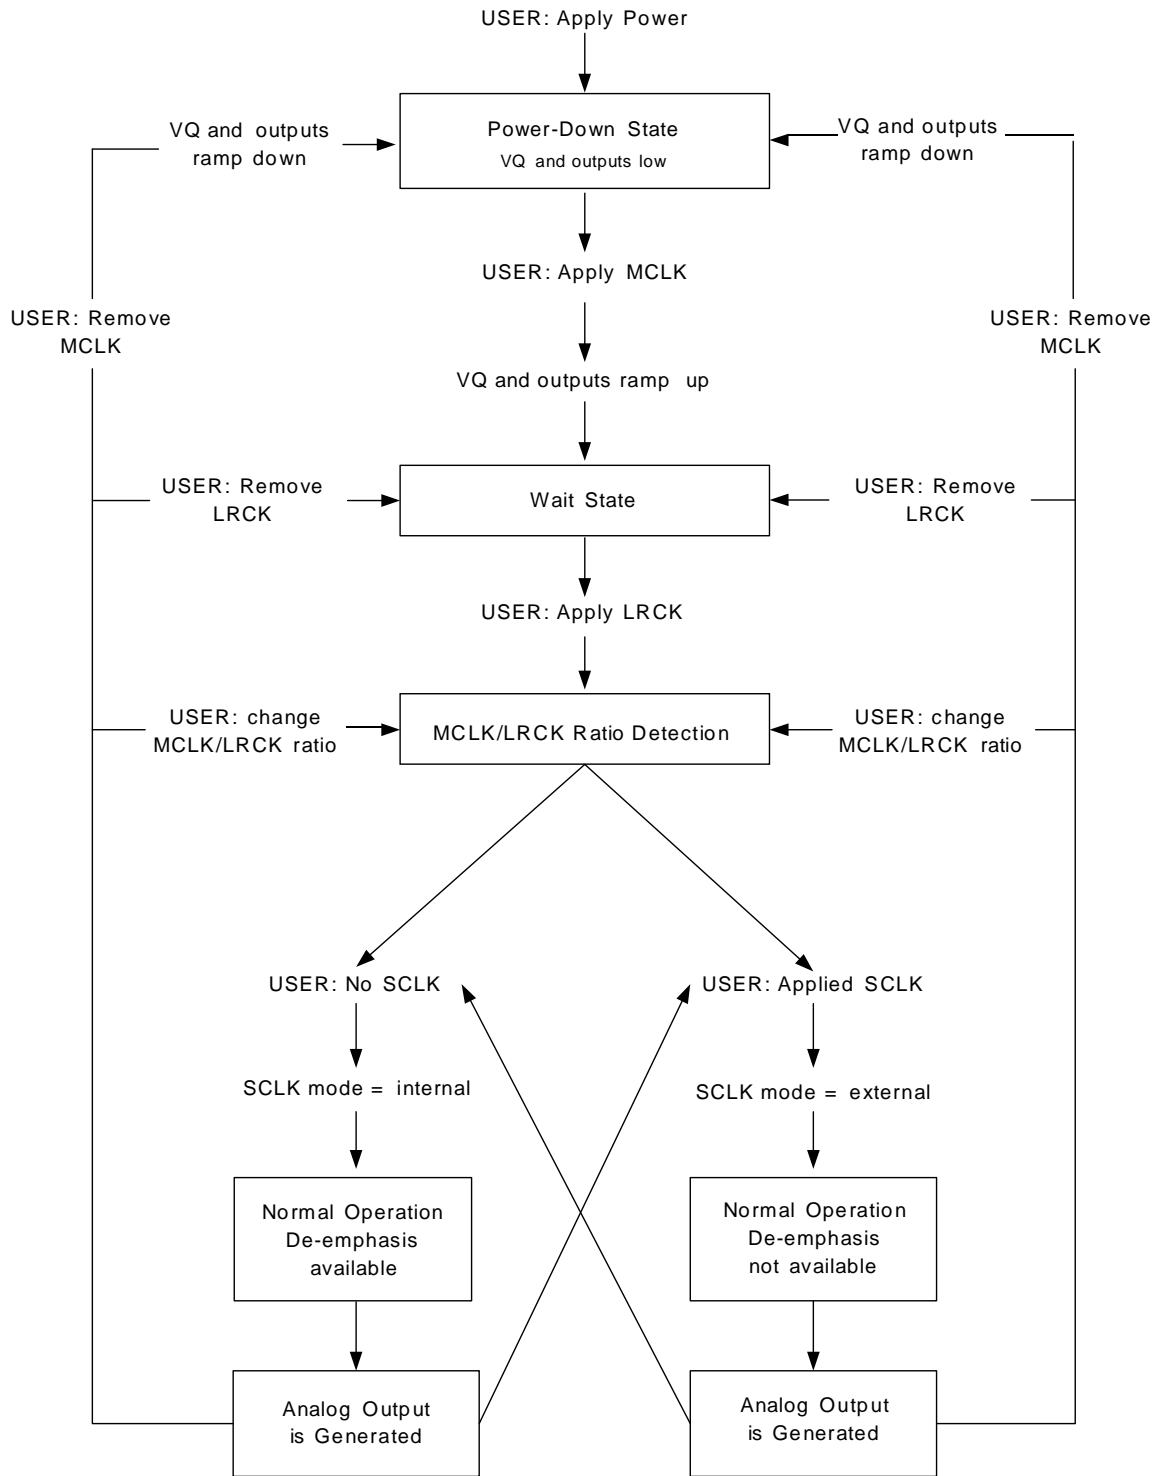 USER: Apply Power
VQ and outputs
ramp down
Power-Down State
VQ and outputs low
VQ and outputs
ramp down
USER: Apply MCLK
USER: Remove
MCLK
USER: Remove
MCLK
VQ and outputs ramp up
USER: Remove
LRCK
Wait State
USER: Remove
LRCK
USER: Apply LRCK
USER: change
MCLK/LRCK ratio
MCLK/LRCK Ratio Detection
USER: change
MCLK/LRCK ratio
USER: No SCLK
USER: Applied SCLK
SCLK mode = internal
SCLK mode = external
Normal Operation
De-emphasis
available
Normal Operation
De-emphasis
not available
Analog Output
is Generated
Analog Output
is Generated